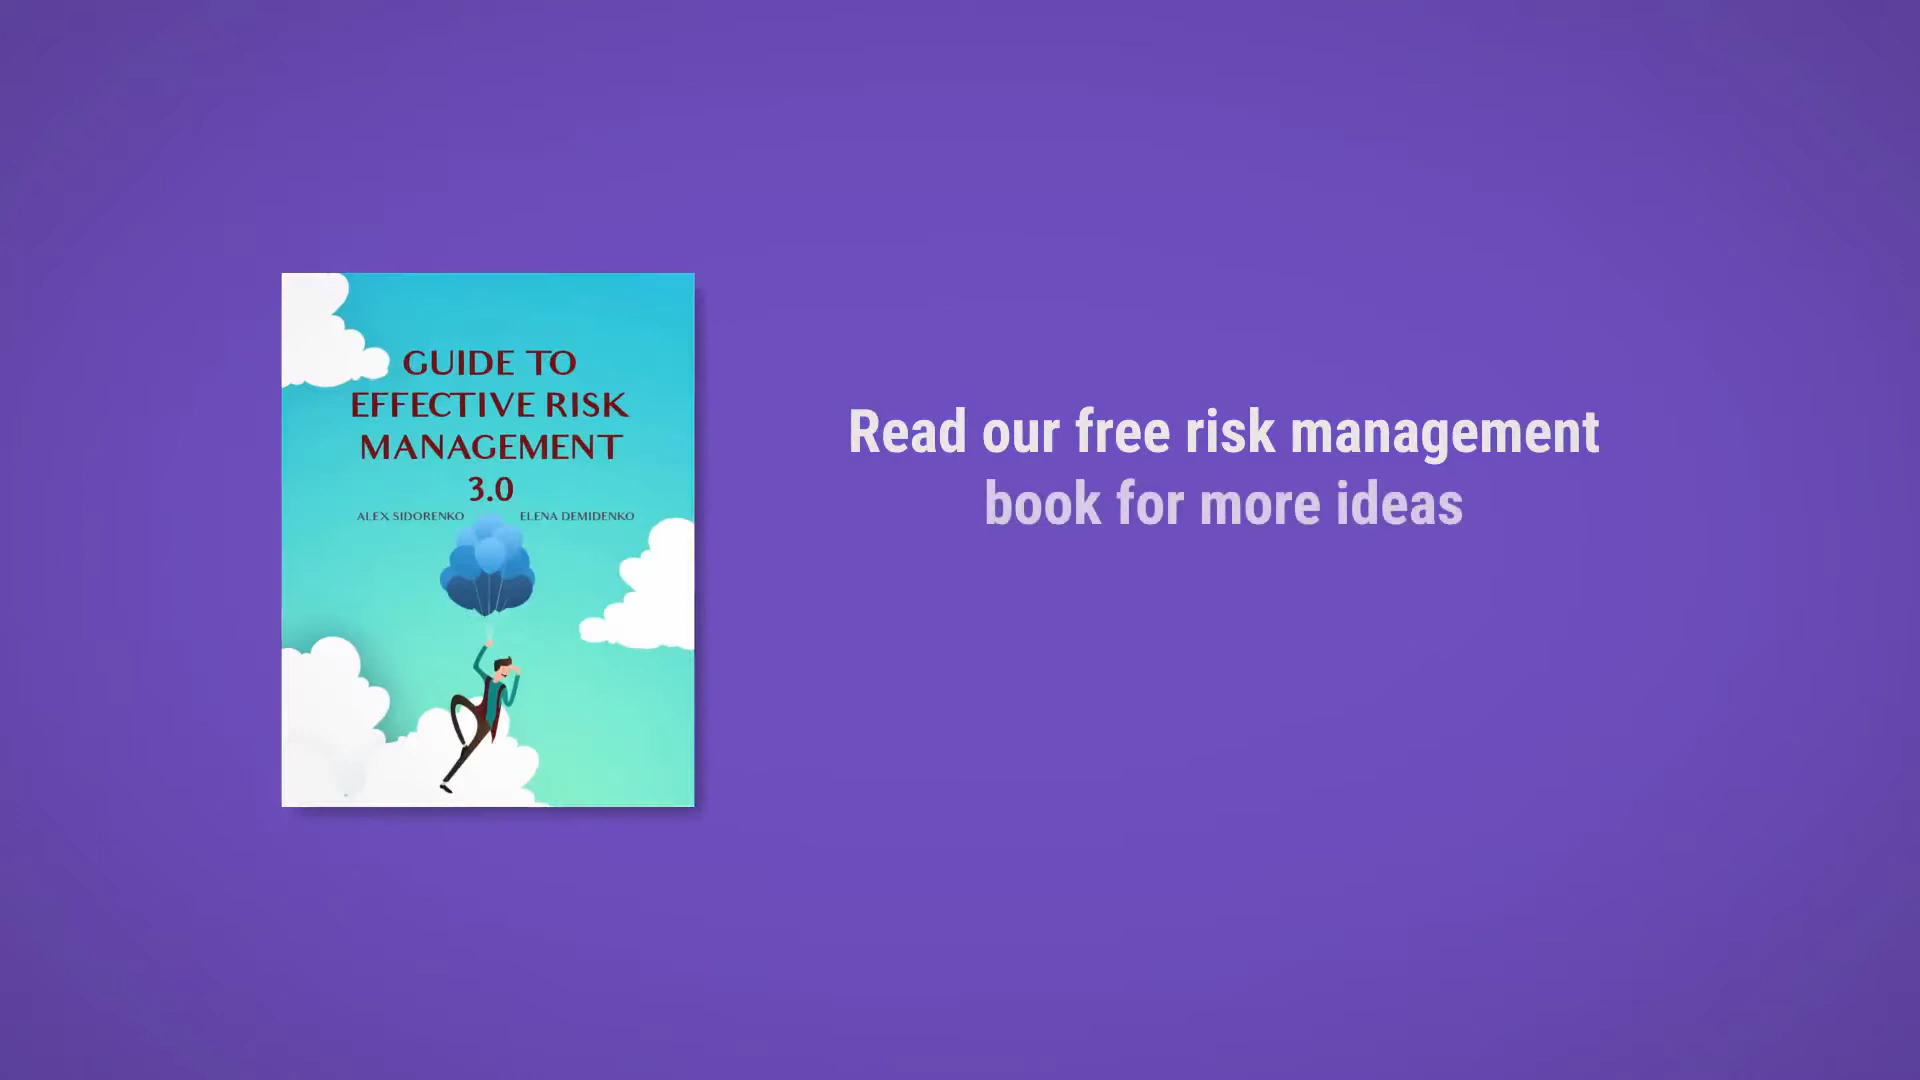 GUIDE TO
EFFECTIVE RISK
MANAGEMENT
3.0
ALEX SIDORENKO ELENA DEMIDENKO
Read our free risk management
book for more ideas